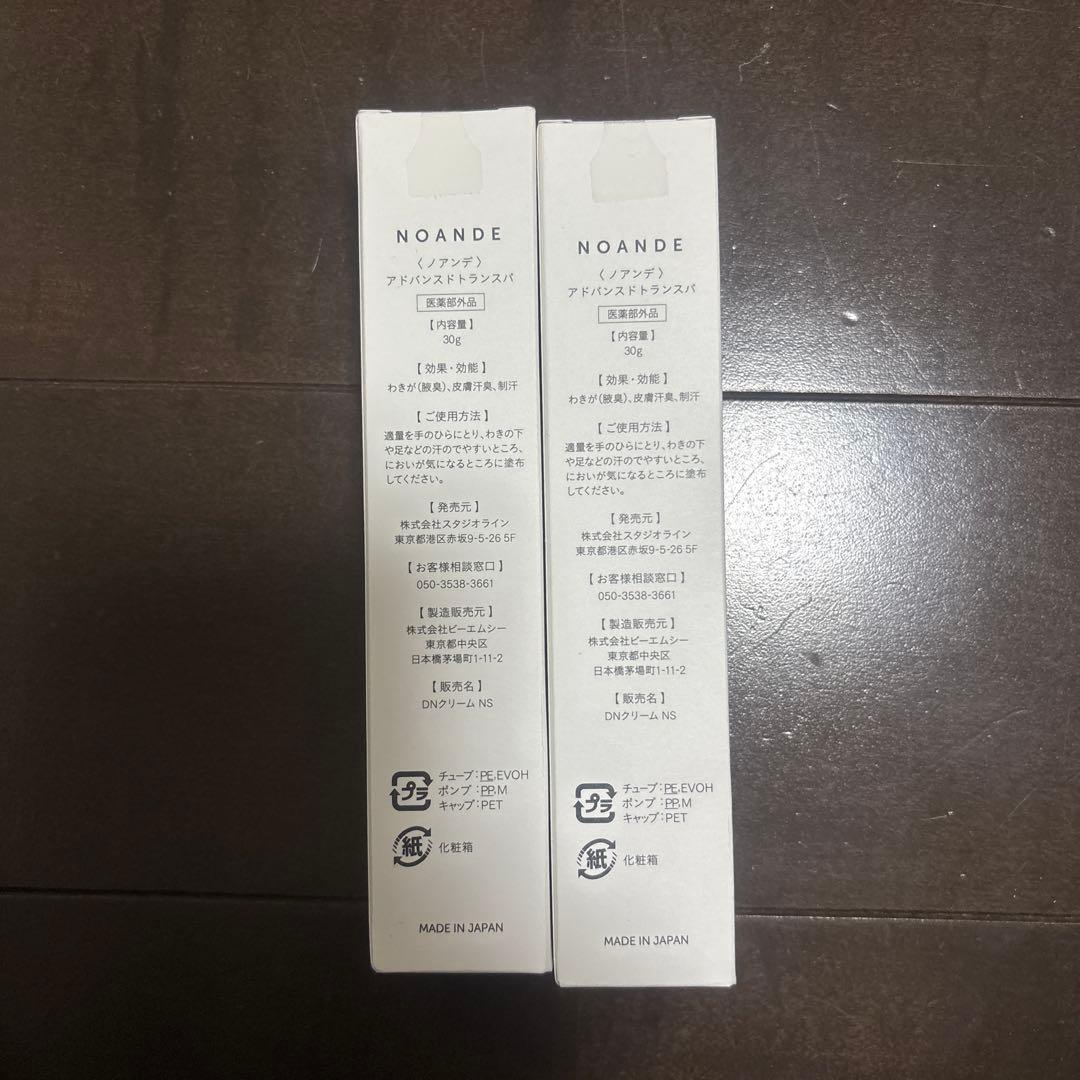 NOANDE
〈ノアンデ〉
アドバンスドトランスパ
医薬部外品
【内容量】
30g
【効果・効能】
わきが(腋臭)、皮膚汗臭、制汗
【ご使用方法】
適量を手のひらにとり、わきの下
や足などの汗のでやすいところ、
においが気になるところに塗布
してください。
【発売元】
株式会社スタジオライン
東京都港区赤坂9-5-26 5F
【お客様相談窓口】
050-3538-3661
【製造販売元】
株式会社ビーエムシー
東京都中央区
日本橋茅場町1-11-2
【販売名】
DNクリーム NS
プラ
チューブ:PE,EVOH
ポンプ:PP,M
キャップ:PET
紙
化粧箱
MADE IN JAPAN
NOANDE
〈ノアンデ〉
アドバンスドトランスパ
医薬部外品
【内容量】
30g
【効果・効能】
わきが(腋臭)、皮膚汗臭、制汗
【ご使用方法】
適量を手のひらにとり、わきの下
や足などの汗のでやすいところ、
においが気になるところに塗布
してください。
【発売元】
株式会社スタジオライン
東京都港区赤坂9-5-26 5F
【お客様相談窓口】
050-3538-3661
【製造販売元】
株式会社ビーエムシー
東京都中央区
日本橋茅場町1-11-2
【販売名】
DNクリーム NS
プラ
チューブ:PE,EVOH
ポンプ:PP,M
キャップ:PET
紙
化粧箱
MADE IN JAPAN